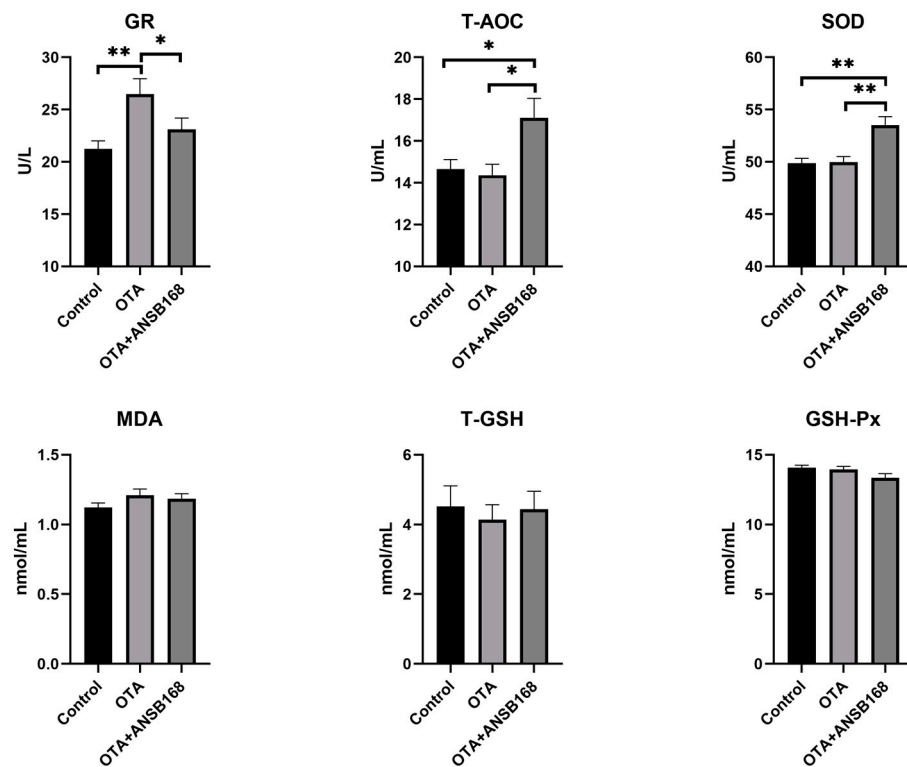 GR
T-AOC
SOD
** *
*
*
**
**
30
25
20
15
10
U/L
20
18
16
14
12
10
U/mL
60
55
50
45
40
U/mL
Control
OTA
OTA+ANSB168
Control
OTA
OTA+ANSB168
Control
OTA
OTA+ANSB168
MDA
T-GSH
GSH-Px
1.5
1.0
0.5
0.0
nmol/mL
6
4
2
0
nmol/mL
15
10
5
0
nmol/mL
Control
OTA
OTA+ANSB168
Control
OTA
OTA+ANSB168
Control
OTA
OTA+ANSB168